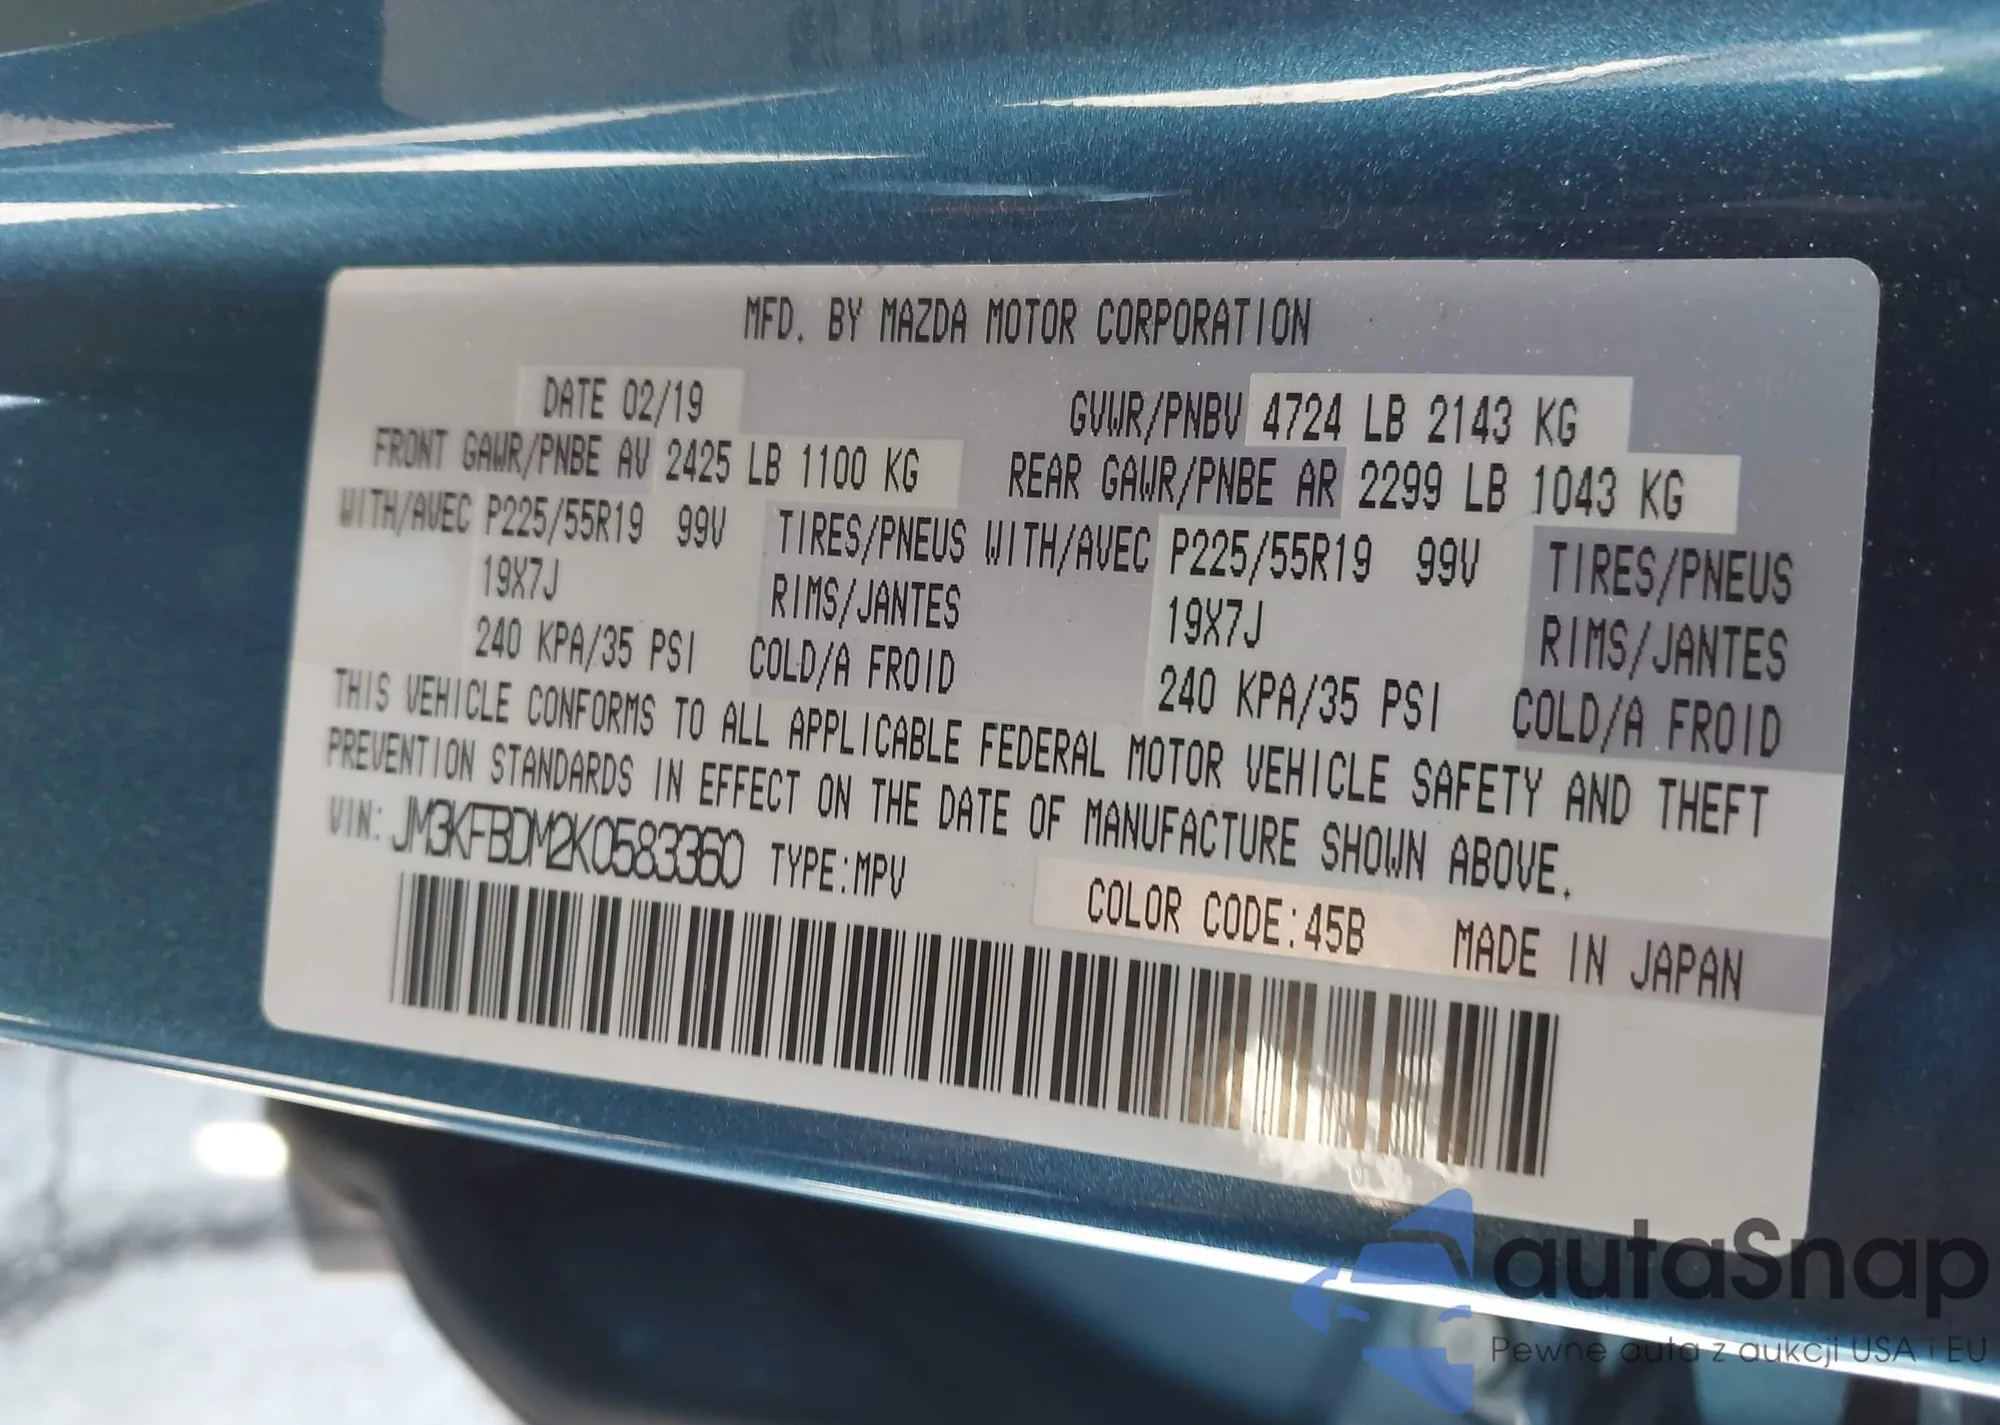 MFD. BY MAZDA MOTOR CORPORATION
DATE 02/19 GVWR/PNBV 4724 LB 2143 KG
FRONT GAWR/PNBE AV 2425 LB 1100 KG REAR GAWR/PNBE AR 2299 LB 1043 KG
WITH/AVEC P225/55R19 99V TIRES/PNEUS WITH/AVEC P225/55R19 99V TIRES/PNEUS
19X7J RIMS/JANTES 19X7J RIMS/JANTES
240 KPA/35 PSI COLD/A FROID 240 KPA/35 PSI COLD/A FROID
THIS VEHICLE CONFORMS TO ALL APPLICABLE FEDERAL MOTOR VEHICLE SAFETY AND THEFT
PREVENTION STANDARDS IN EFFECT ON THE DATE OF MANUFACTURE SHOWN ABOVE.
VIN: JM3KFBDM2K0583360 TYPE:MPV
COLOR CODE:45B MADE IN JAPAN
autaSnap
Pewne auta z aukcji USA i EU